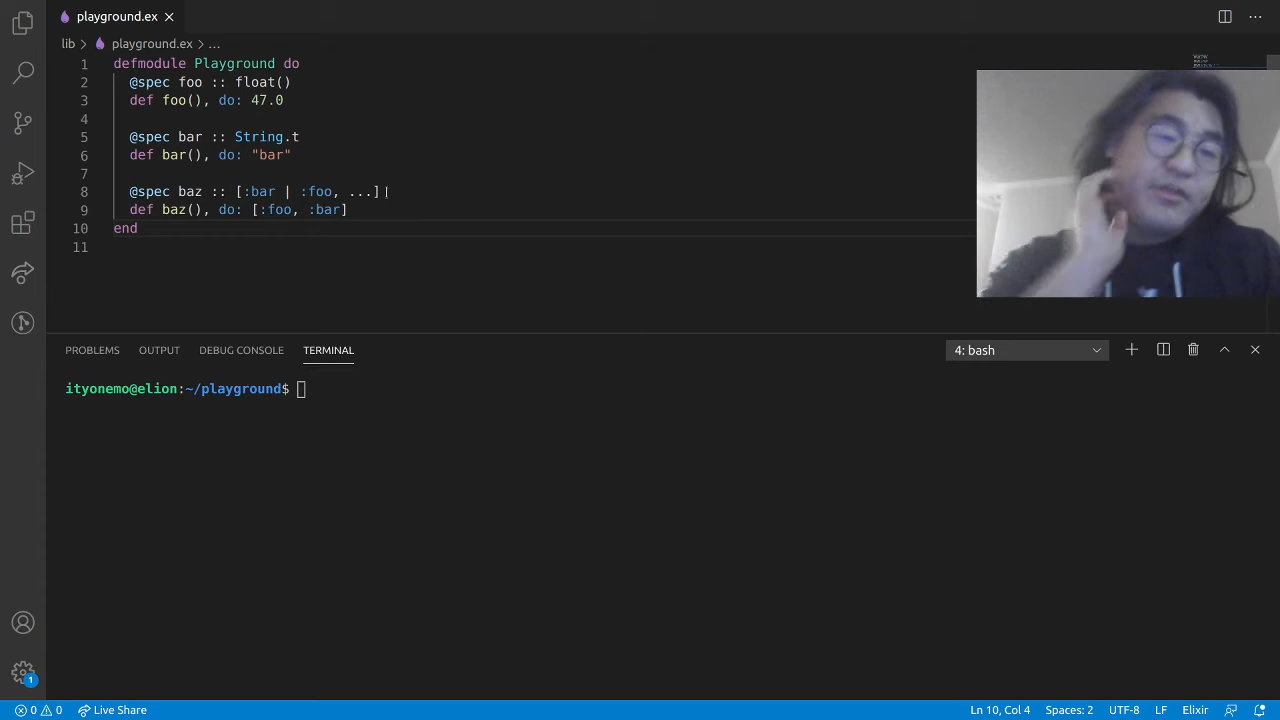 playground.ex
lib > playground.ex > ...
1 defmodule Playground do
2 @spec foo :: float()
3 def foo(), do: 47.0
4
5 @spec bar :: String.t
6 def bar(), do: "bar"
7
8 @spec baz :: [:bar | :foo, ...]
9 def baz(), do: [:foo, :bar]
10 end
11
PROBLEMS OUTPUT DEBUG CONSOLE TERMINAL 4: bash
ityonemo@elion:~/playground$
1
0 0 Live Share Ln 10, Col 4 Spaces: 2 UTF-8 LF Elixir